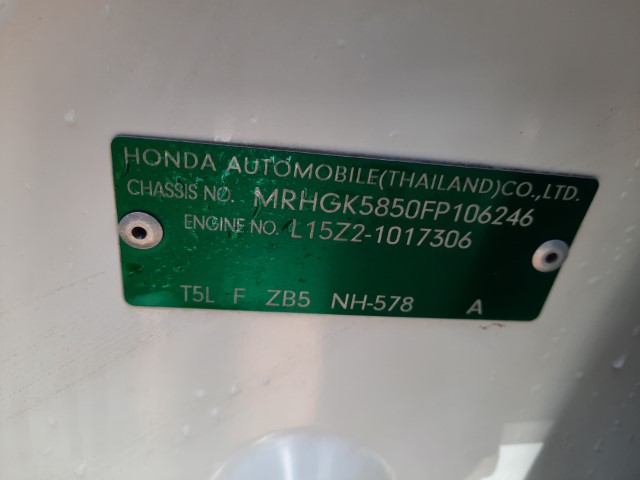 HONDA AUTOMOBILE(THAILAND)CO.,LTD.
CHASSIS NO. MRHGK5850FP106246
ENGINE NO. L15Z2-1017306
T5L F ZB5 NH-578 A